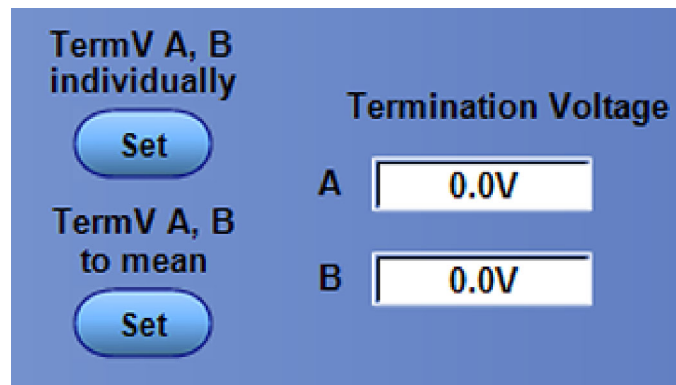 TermV A, B
individually
Set
TermV A, B
to mean
Set
Termination Voltage
A 0.0V
B 0.0V